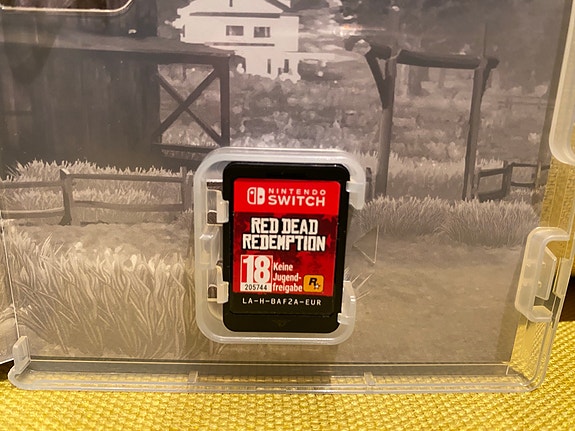 NINTENDO
SWITCH
RED DEAD
REDEMPTION
18
205744
Keine
Jugend-
freigabe
R
LA-H-BAF2A-EUR